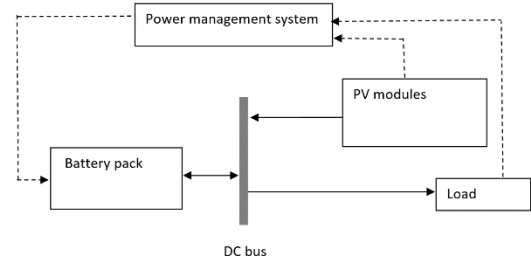 Power management system
PV modules
Battery pack
Load
DC bus